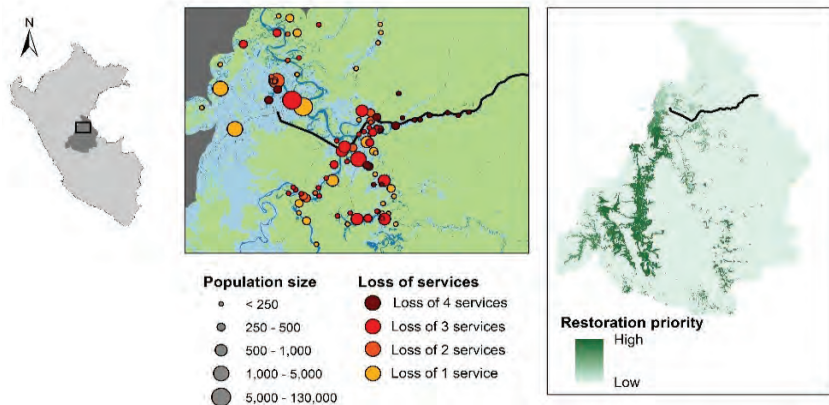 N
Population size
< 250
250 - 500
500 - 1,000
1,000 - 5,000
5,000 - 130,000
Loss of services
Loss of 4 services
Loss of 3 services
Loss of 2 services
Loss of 1 service
Restoration priority
High
Low